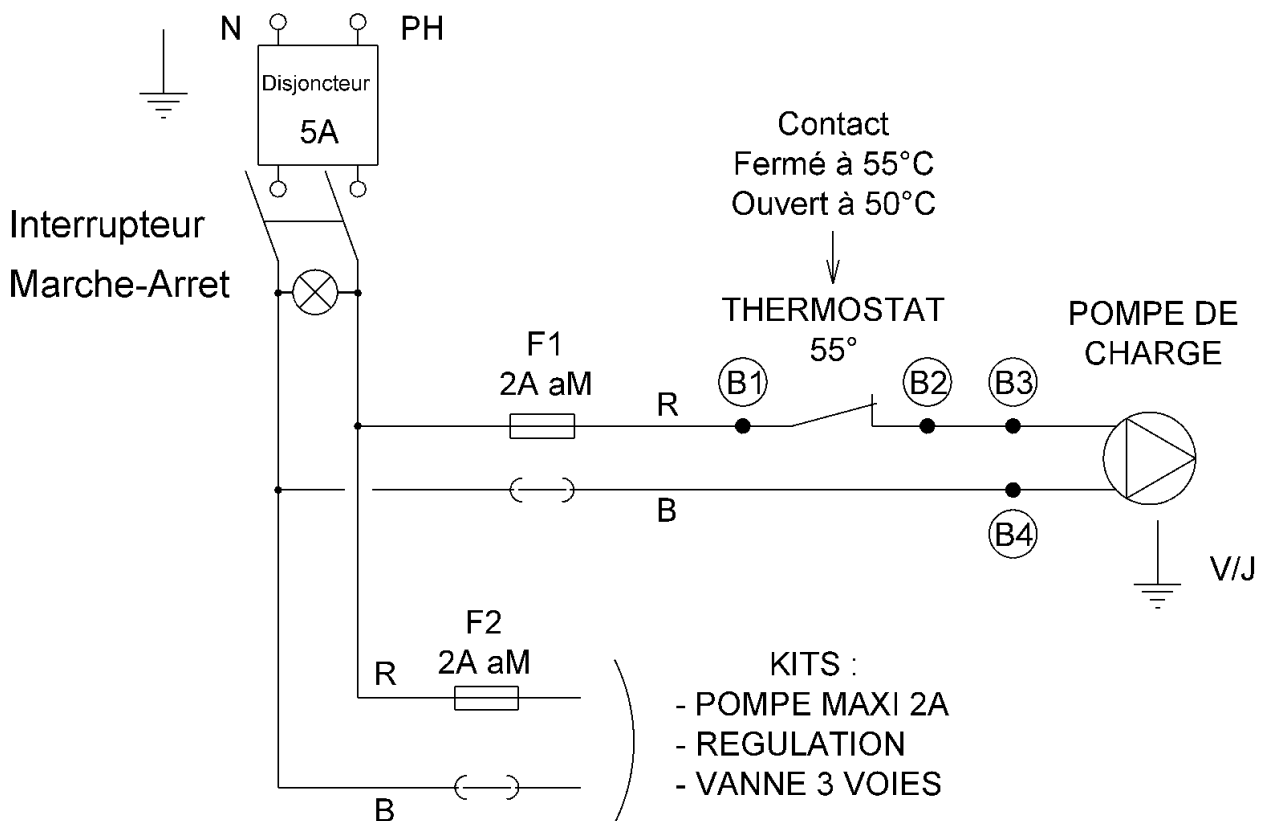 N
PH
Disjoncteur
5A
Interrupteur
Marche-Arret
Contact
Fermé à 55°C
Ouvert à 50°C
THERMOSTAT
55°
POMPE DE
CHARGE
F1
2A aM
R
B1
B2
B3
B
B4
V/J
F2
2A aM
R
B
KITS :
- POMPE MAXI 2A
- REGULATION
- VANNE 3 VOIES